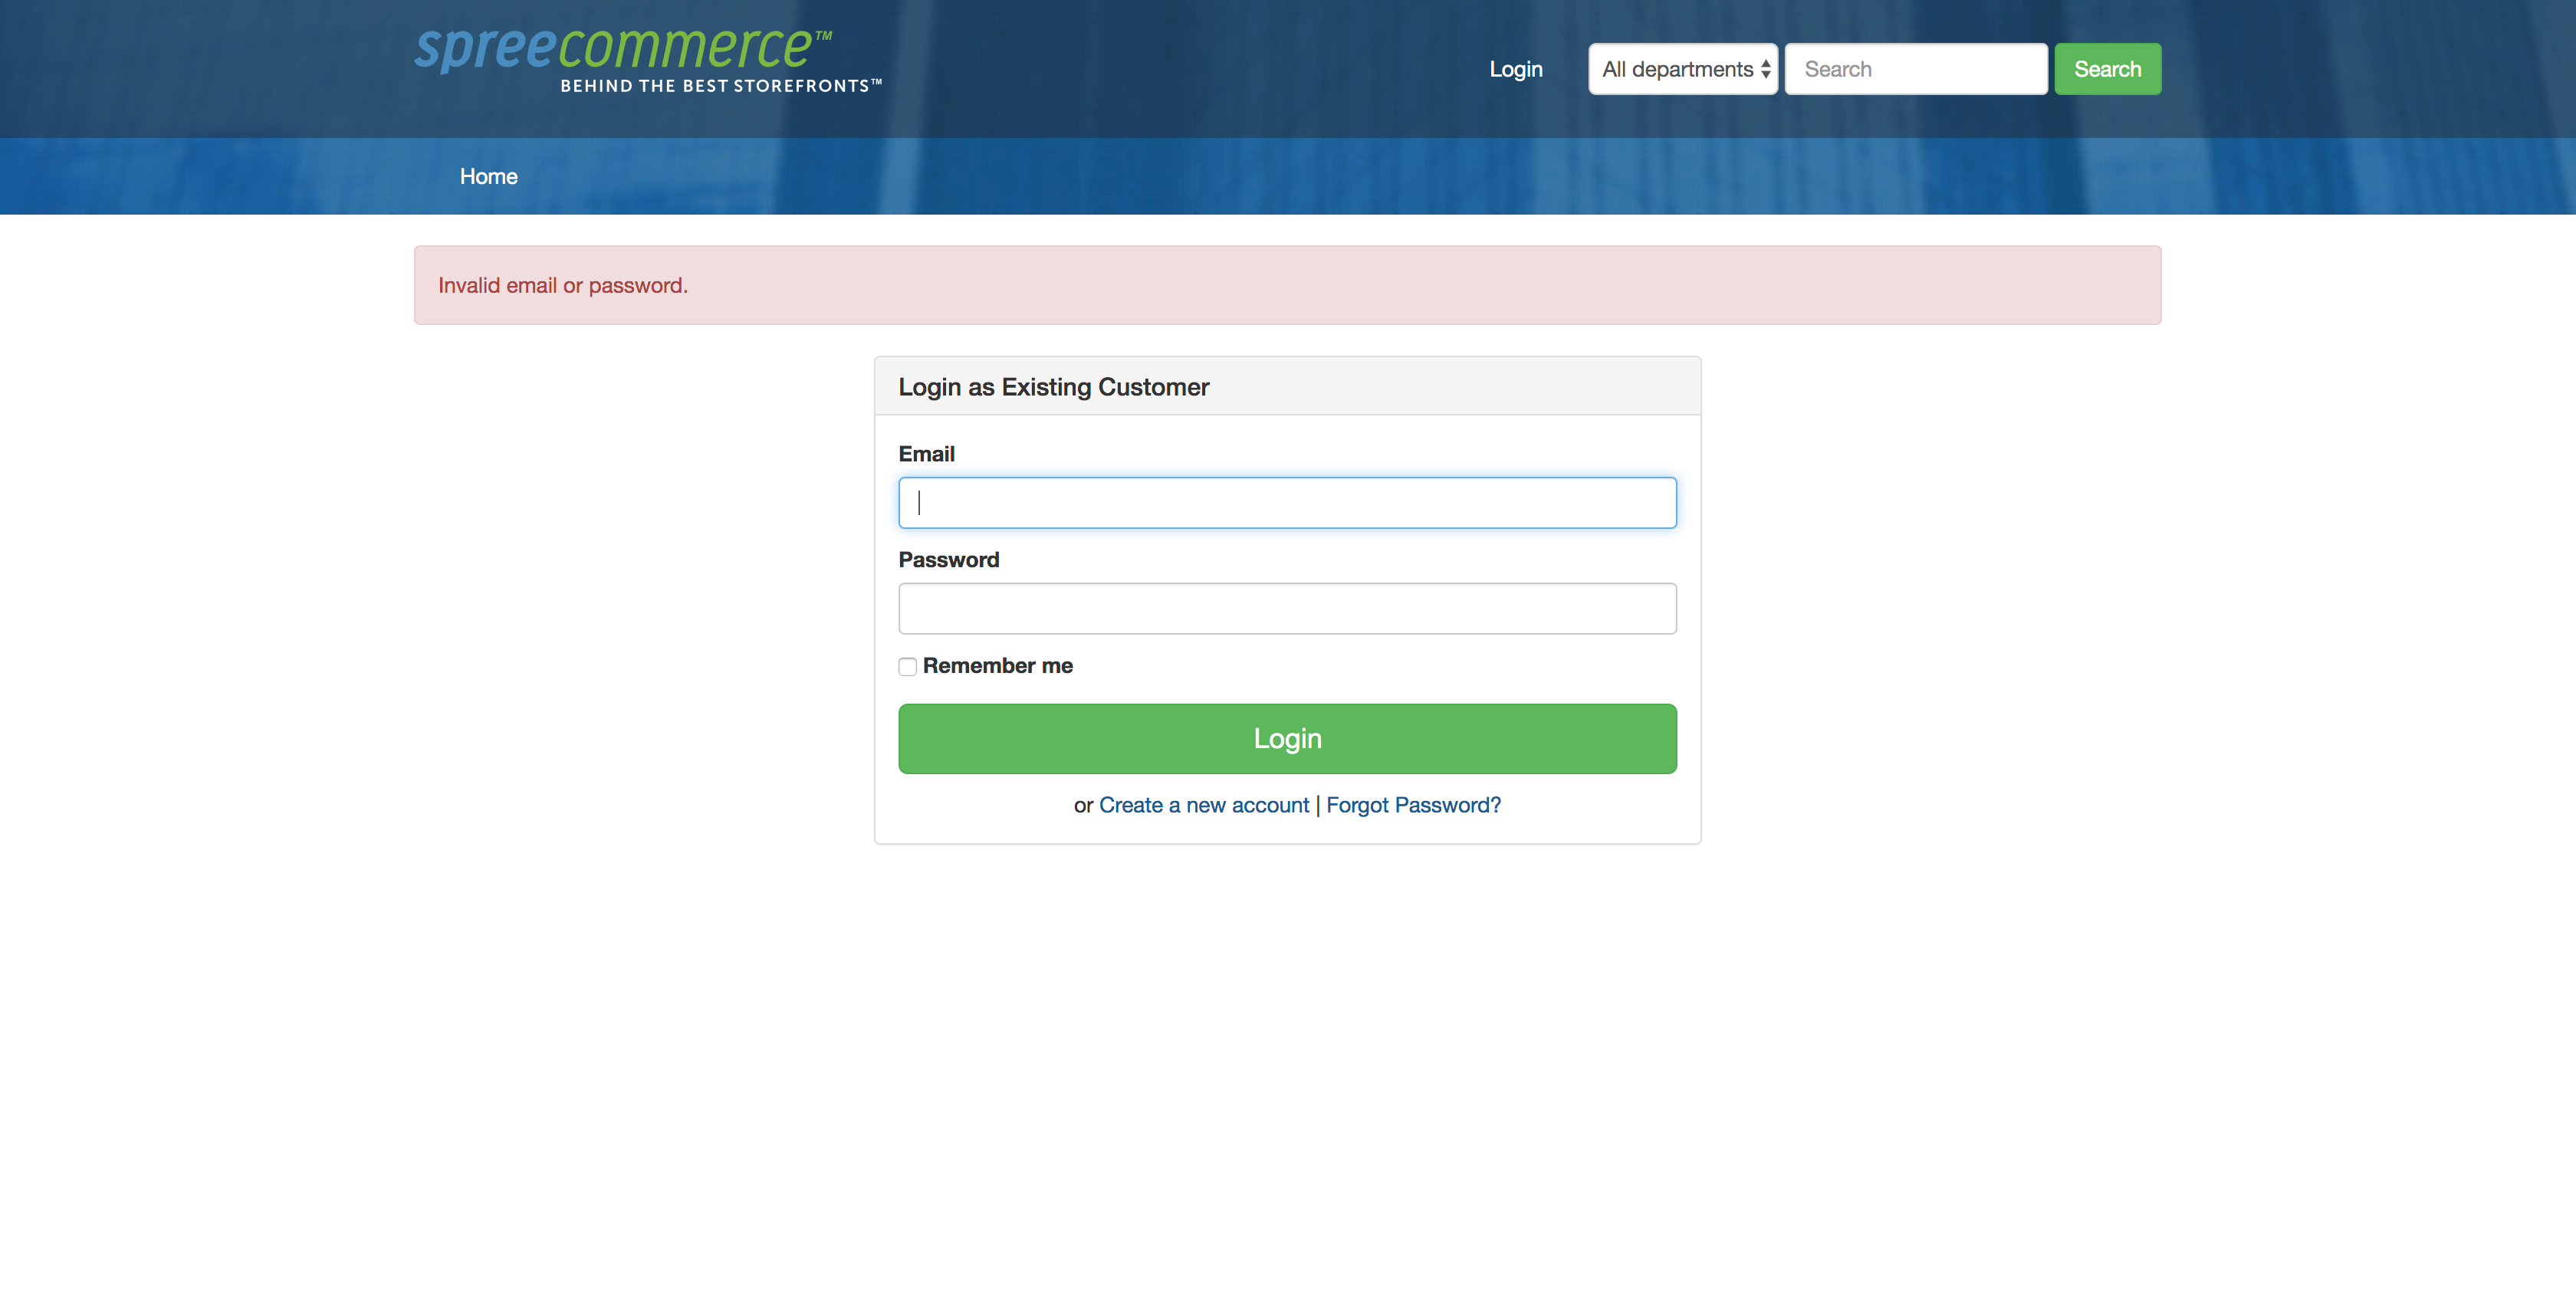 spreecommerce™
BEHIND THE BEST STOREFRONTS™
Login All departments Search Search
Home
Invalid email or password.
Login as Existing Customer
Email
Password
Remember me
Login
or Create a new account | Forgot Password?